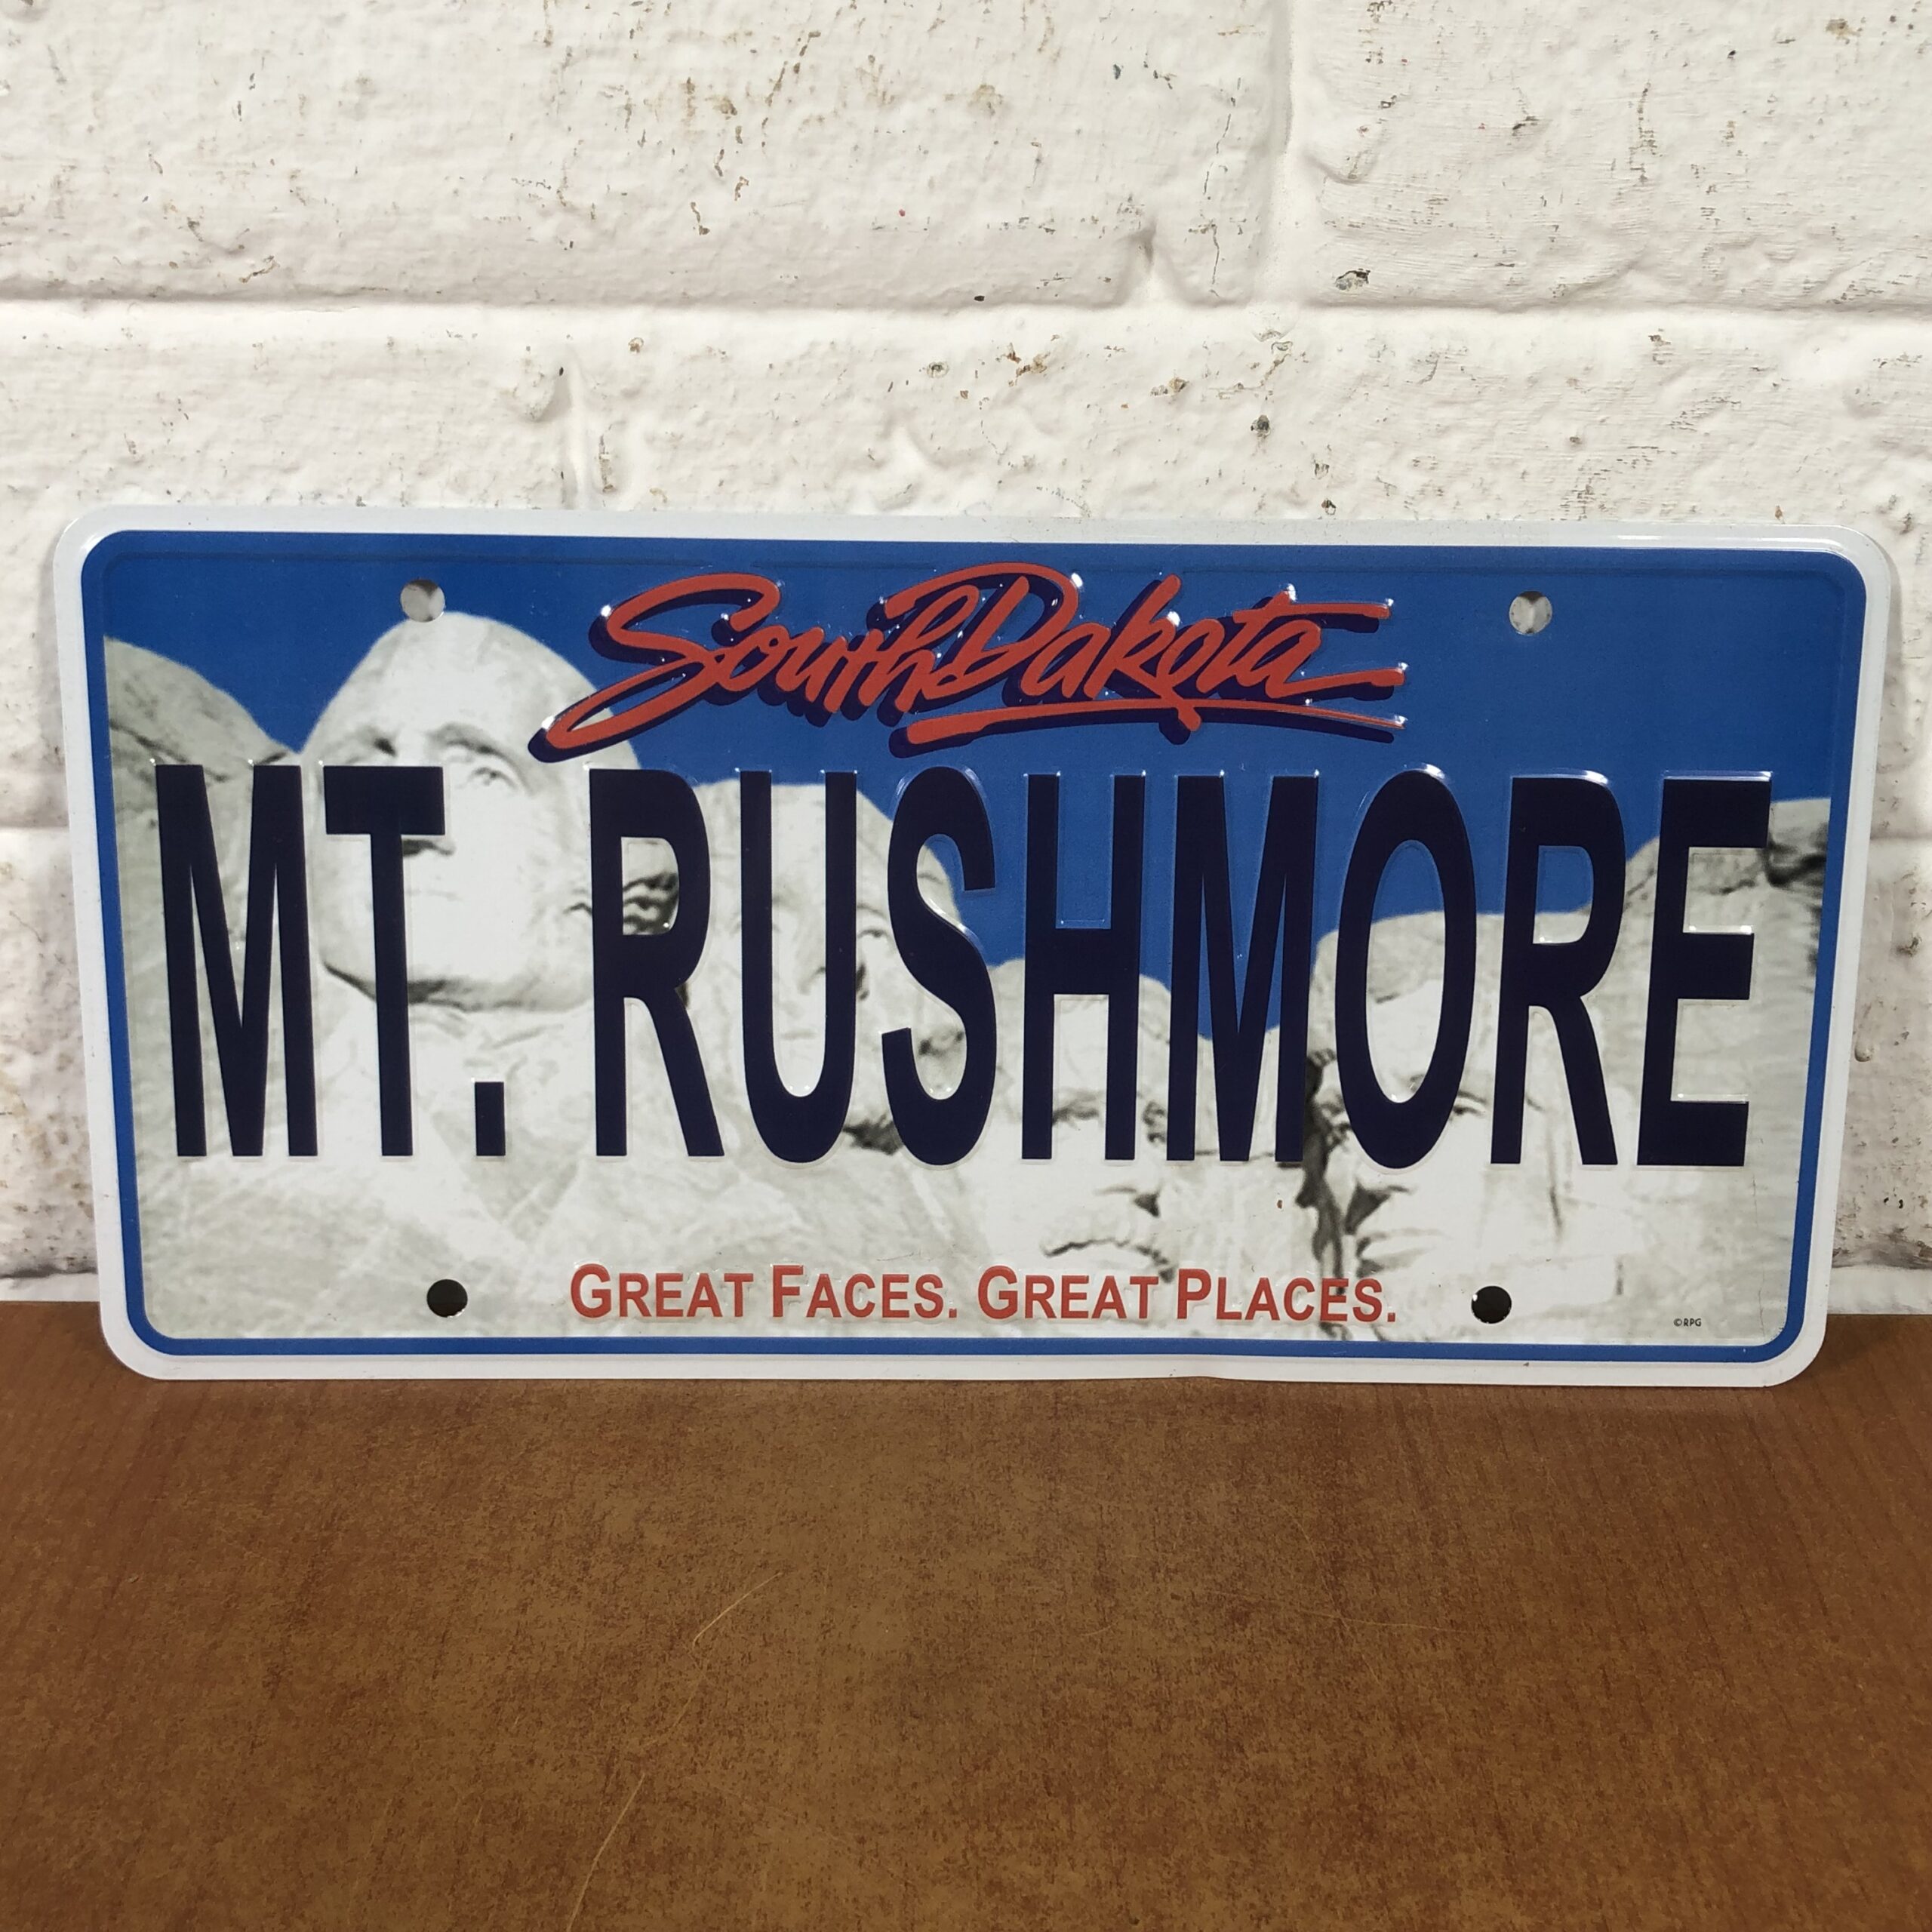 South Dakota
MT. RUSHMORE
GREAT FACES. GREAT PLACES.
©RPG